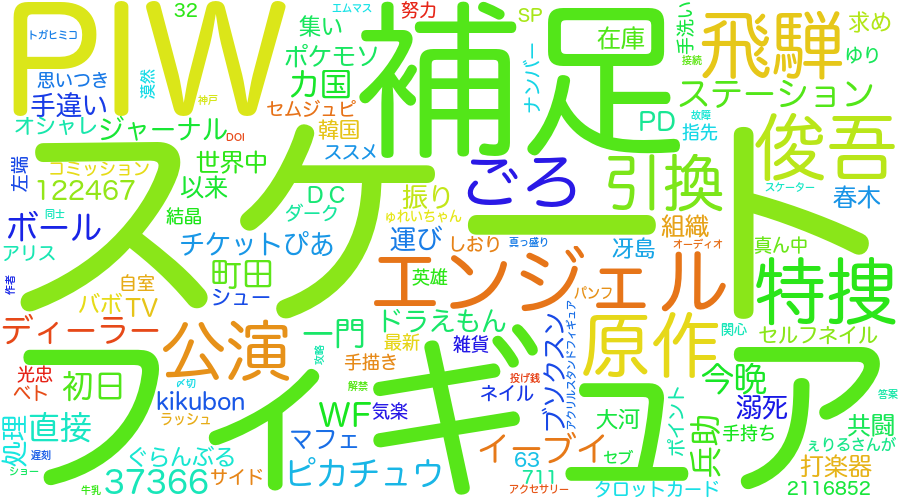 PIW
32
エムマス
トガヒミコ
思いつき
漠然
手違い
神戸
オシャレ
ジャーナル
DOI
セムジュピ
集い
ポケモソ
カ国
韓国
ススメ
努力
補足
SP
ナンバー
在庫
手洗い
接続
飛騨
求め
ゆり
ステーション
PD
故障
指先
俊吾
スケート
フィギュア
スケーター
春木
左端
コミッション
122467
世界中
以来
DC
ダーク
結晶
同士
ボール
アリス
作者
チケットぴあ
振り
ゅれいちゃん
運び
しおり
真っ盛り
ごろ
引換
冴島
組織
オーディオ
真ん中
特捜
町田
シュー
自室
バボ
TV
英雄
エンジェル
パンフ
ディーラー
公演
一門
ドラえもん
最新
雑貨
手描き
攻略
ブソクスン
アクリルスタンドフィギュア
原作
関心
セルフネイル
今晩
光忠
ベト
初日
〆切
kikubon
解禁
投げ銭
ネイル
WF
気楽
大河
ポイント
溺死
答案
共闘
処理
直接
ラッシュ
マフェ
手持ち
兵助
ぇりるさんが
遅刻
ショー
ぐらんぶる
37366
サイド
ピカチュウ
イーブイ
63
セブ
711
打楽器
牛乳
アクセサリー
タロットカード
2116852